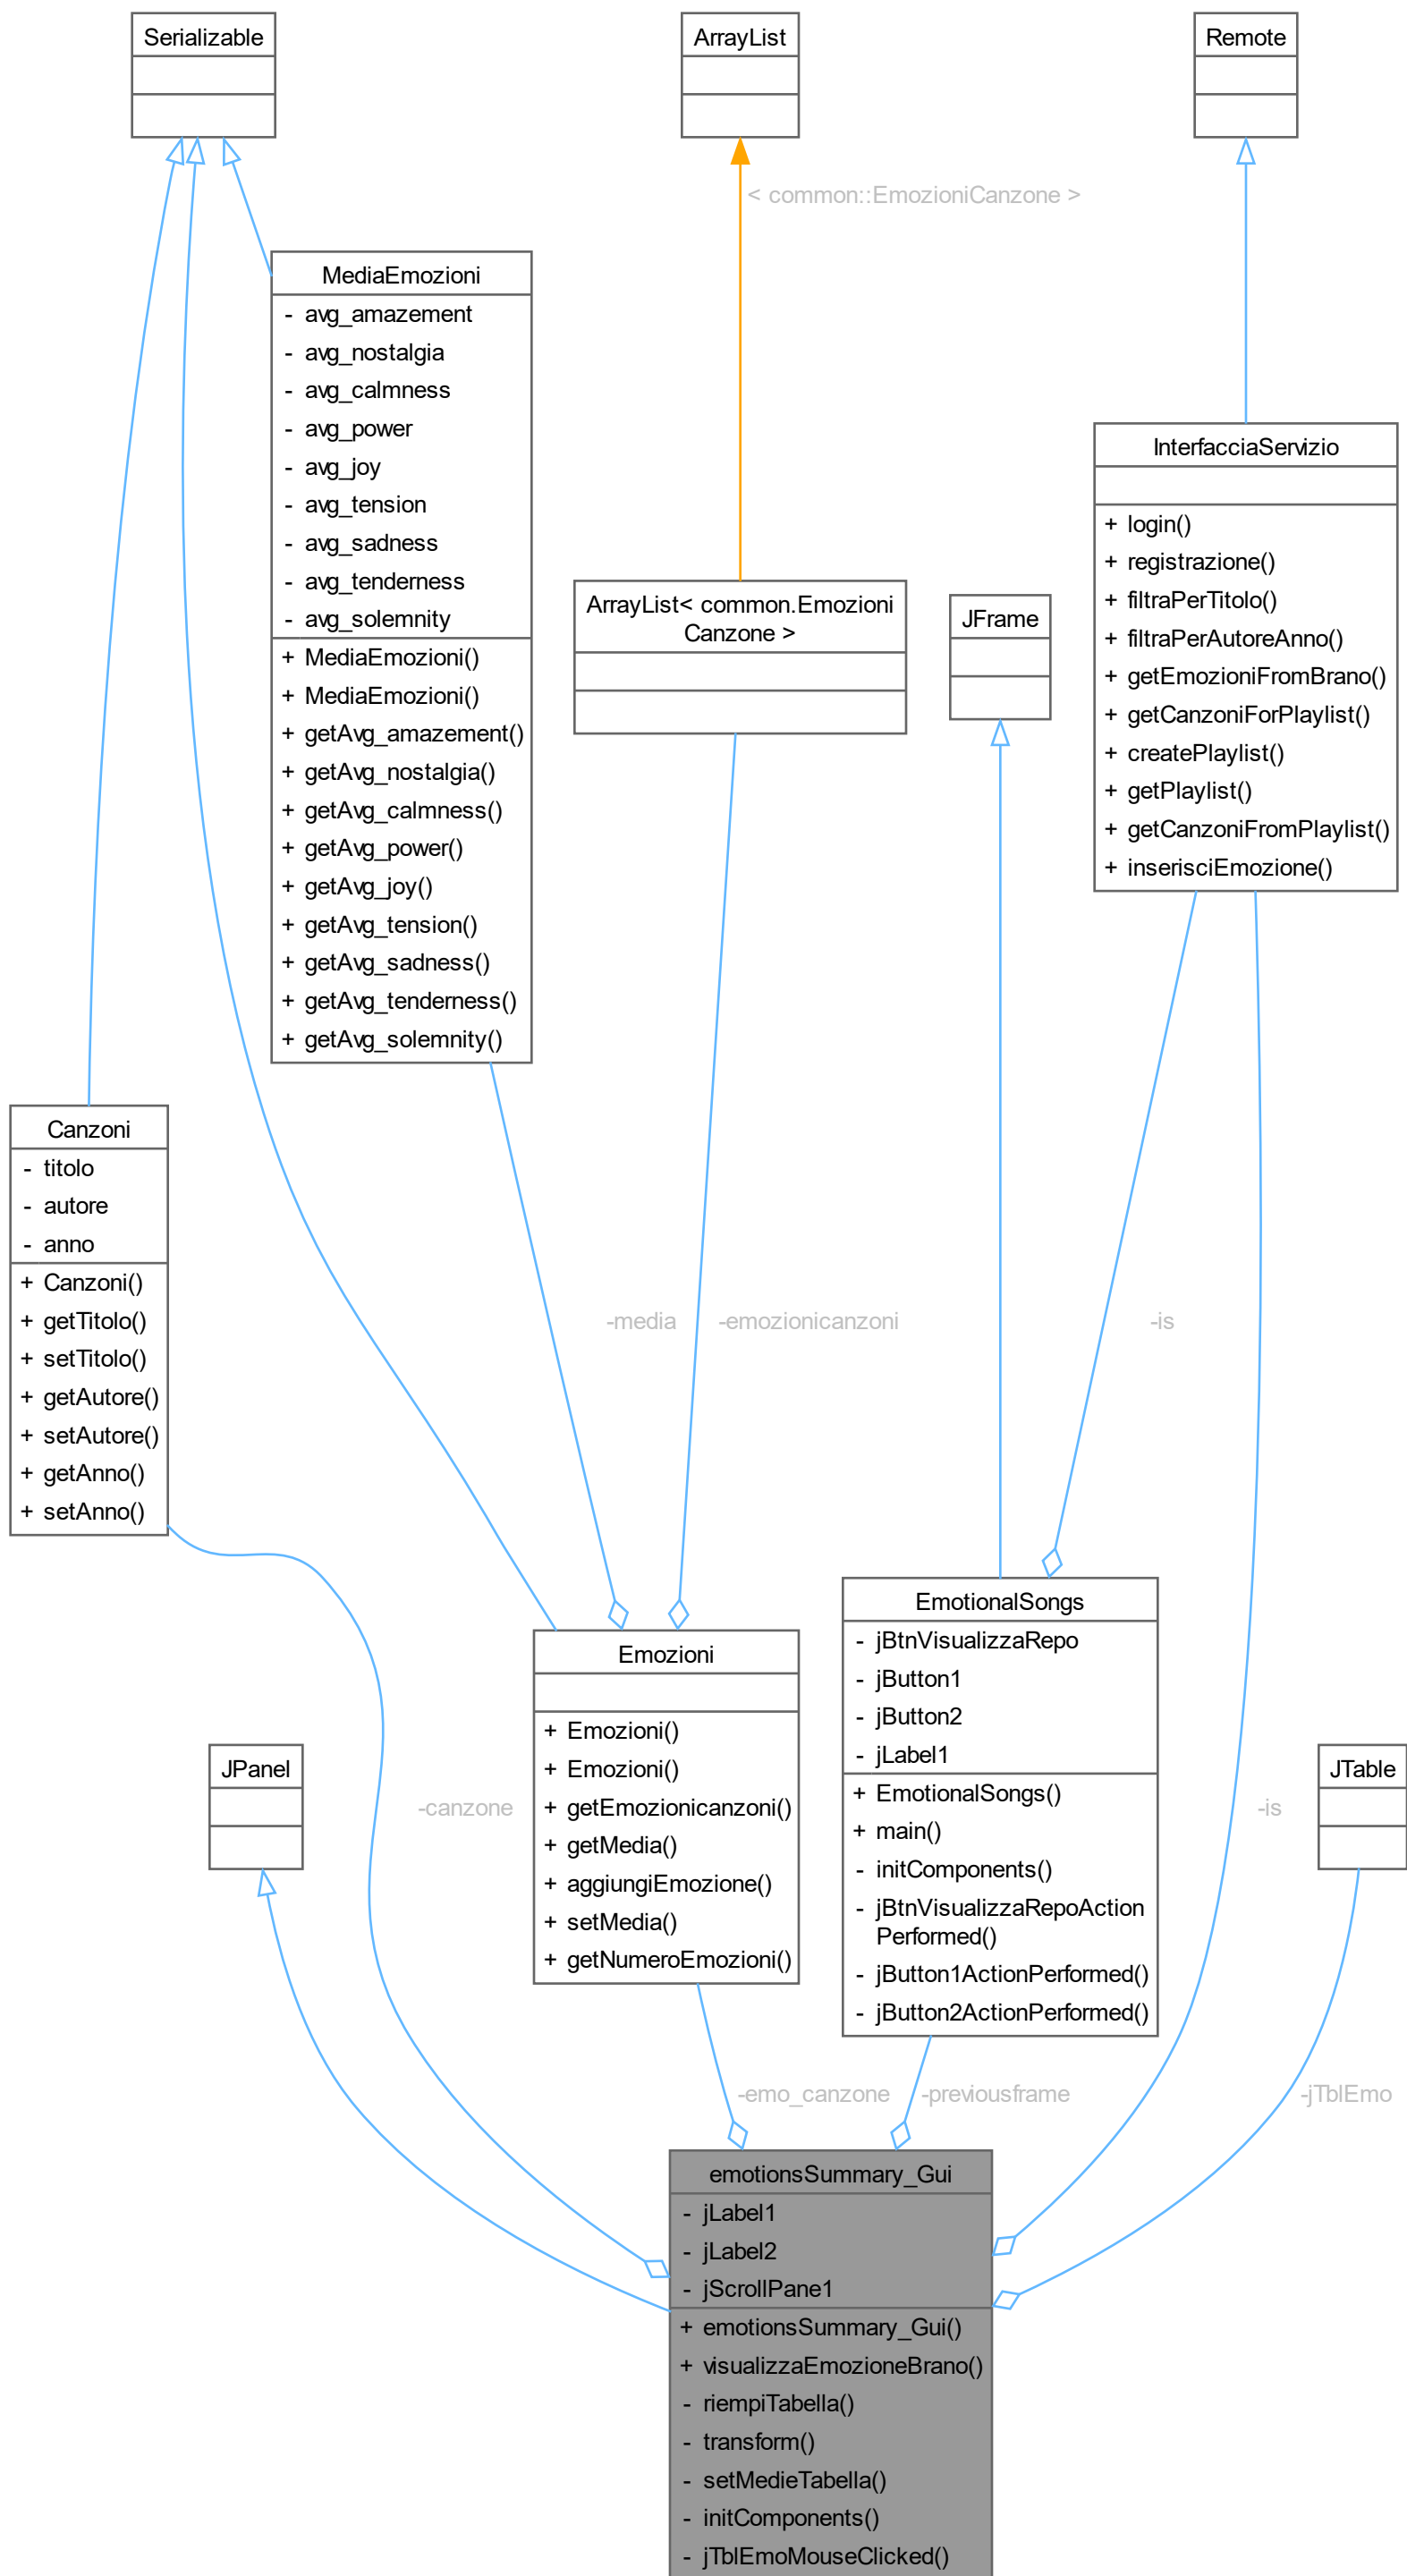 Serializable
ArrayList
Remote
< common::EmozioniCanzone >
MediaEmozioni
- avg_amazement
- avg_nostalgia
- avg_calmness
- avg_power
- avg_joy
- avg_tension
- avg_sadness
- avg_tenderness
- avg_solemnity
+ MediaEmozioni()
+ MediaEmozioni()
+ getAvg_amazement()
+ getAvg_nostalgia()
+ getAvg_calmness()
+ getAvg_power()
+ getAvg_joy()
+ getAvg_tension()
+ getAvg_sadness()
+ getAvg_tenderness()
+ getAvg_solemnity()
InterfacciaServizio
+ login()
+ registrazione()
+ filtraPerTitolo()
+ filtraPerAutoreAnno()
+ getEmozioniFromBrano()
+ getCanzoniForPlaylist()
+ createPlaylist()
+ getPlaylist()
+ getCanzoniFromPlaylist()
+ inserisciEmozione()
ArrayList< common.Emozioni
Canzone >
JFrame
Canzoni
- titolo
- autore
- anno
+ Canzoni()
+ getTitolo()
+ setTitolo()
+ getAutore()
+ setAutore()
+ getAnno()
+ setAnno()
-media
-emozionicanzoni
-is
EmotionalSongs
- jBtnVisualizzaRepo
- jButton1
- jButton2
- jLabel1
+ EmotionalSongs()
+ main()
- initComponents()
- jBtnVisualizzaRepoAction
Performed()
- jButton1ActionPerformed()
- jButton2ActionPerformed()
Emozioni
+ Emozioni()
+ Emozioni()
+ getEmozionicanzoni()
+ getMedia()
+ aggiungiEmozione()
+ setMedia()
+ getNumeroEmozioni()
JPanel
-canzone
-is
JTable
-emo_canzone
-previousframe
-jTblEmo
emotionsSummary_Gui
- jLabel1
- jLabel2
- jScrollPane1
+ emotionsSummary_Gui()
+ visualizzaEmozioneBrano()
- riempiTabella()
- transform()
- setMedieTabella()
- initComponents()
- jTblEmoMouseClicked()